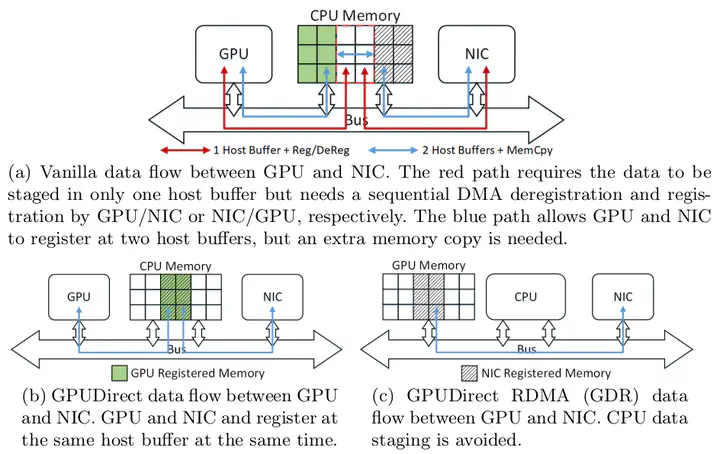 CPU Memory
GPU
NIC
Bus
1 Host Buffer + Reg/DeReg
2 Host Buffers + MemCpy
(a) Vanilla data flow between GPU and NIC. The red path requires the data to be
staged in only one host buffer but needs a sequential DMA deregistration and regis-
tration by GPU/NIC or NIC/GPU, respectively. The blue path allows GPU and NIC
to register at two host buffers, but an extra memory copy is needed.
CPU Memory
GPU
NIC
Bus
GPU Registered Memory
(b) GPUDirect data flow between GPU
and NIC. GPU and NIC and register at
the same host buffer at the same time.
GPU Memory
CPU
NIC
Bus
NIC Registered Memory
(c) GPUDirect RDMA (GDR) data
flow between GPU and NIC. CPU data
staging is avoided.